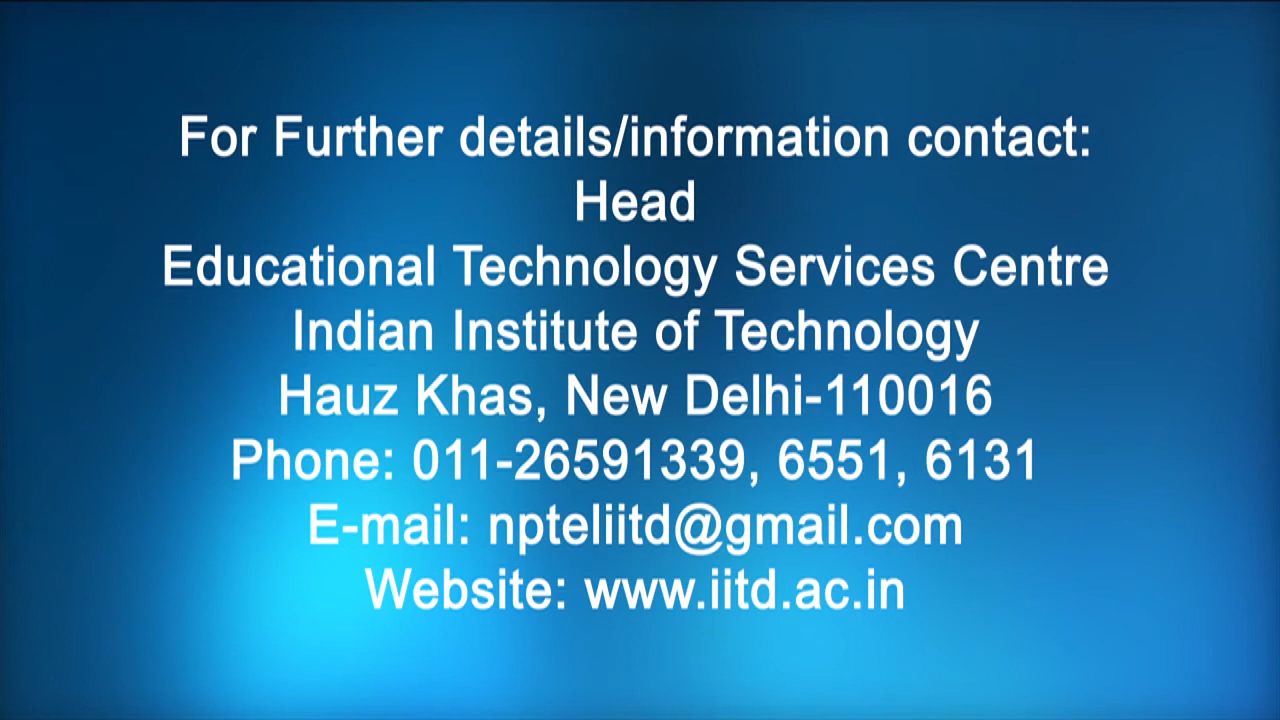 For Further details/information contact:
Head
Educational Technology Services Centre
Indian Institute of Technology
Hauz Khas, New Delhi-110016
Phone: 011-26591339, 6551, 6131
E-mail: npteliitd@gmail.com
Website: www.iitd.ac.in